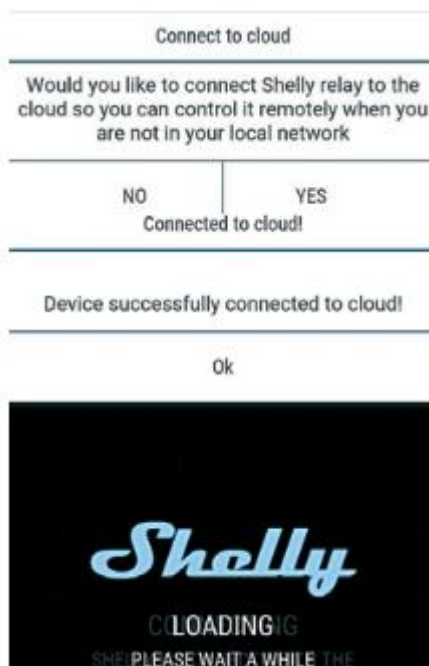 Connect to cloud
Would you like to connect Shelly relay to the
cloud so you can control it remotely when you
are not in your local network
NO YES
Connected to cloud!
Device successfully connected to cloud!
Ok
Shelly
LOADING
PLEASE WAIT A WHILE